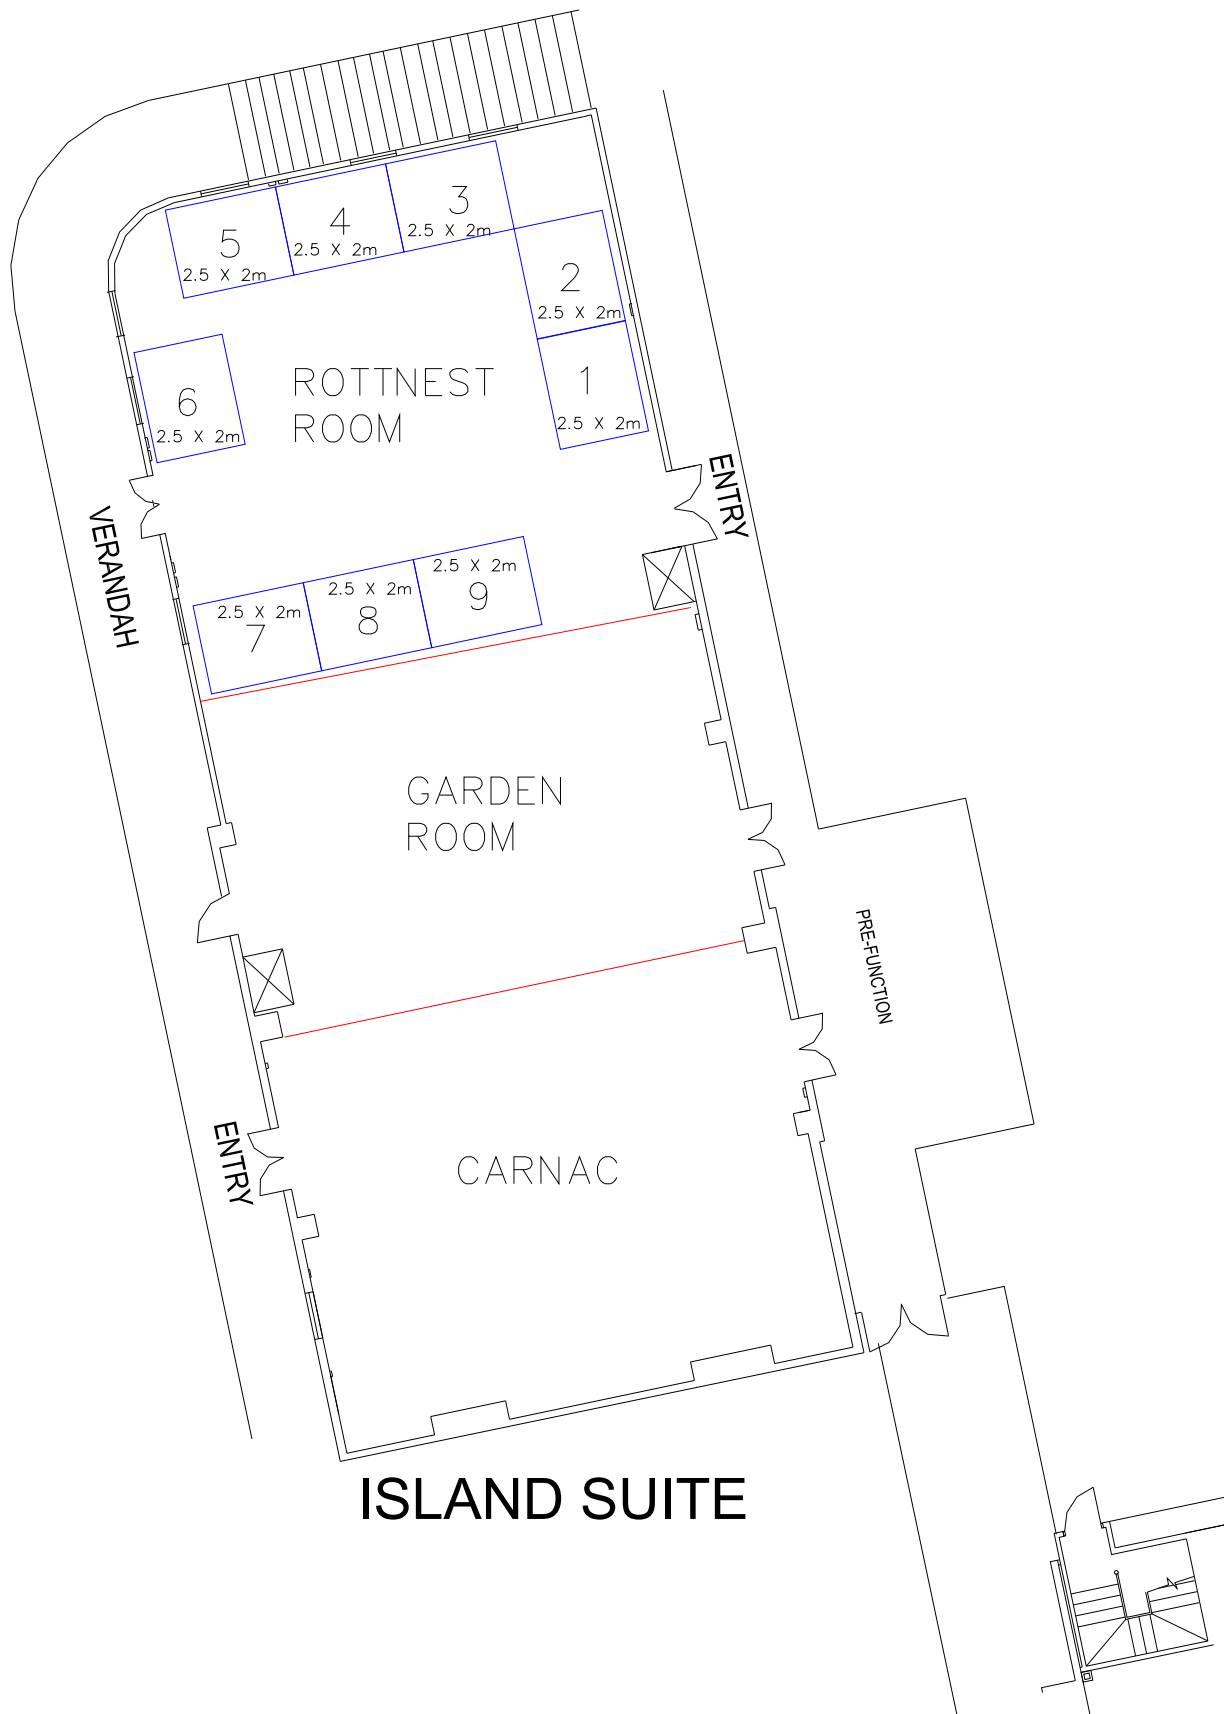 3
2.5 X 2m
4
2.5 X 2m
5
2.5 X 2m
2
2.5 X 2m
1
2.5 X 2m
6
2.5 X 2m
ROTTNEST
ROOM
ENTRY
VERANDAH
2.5 X 2m
9
2.5 X 2m
8
2.5 X 2m
7
GARDEN
ROOM
PRE-FUNCTION
ENTRY
CARNAC
ISLAND SUITE